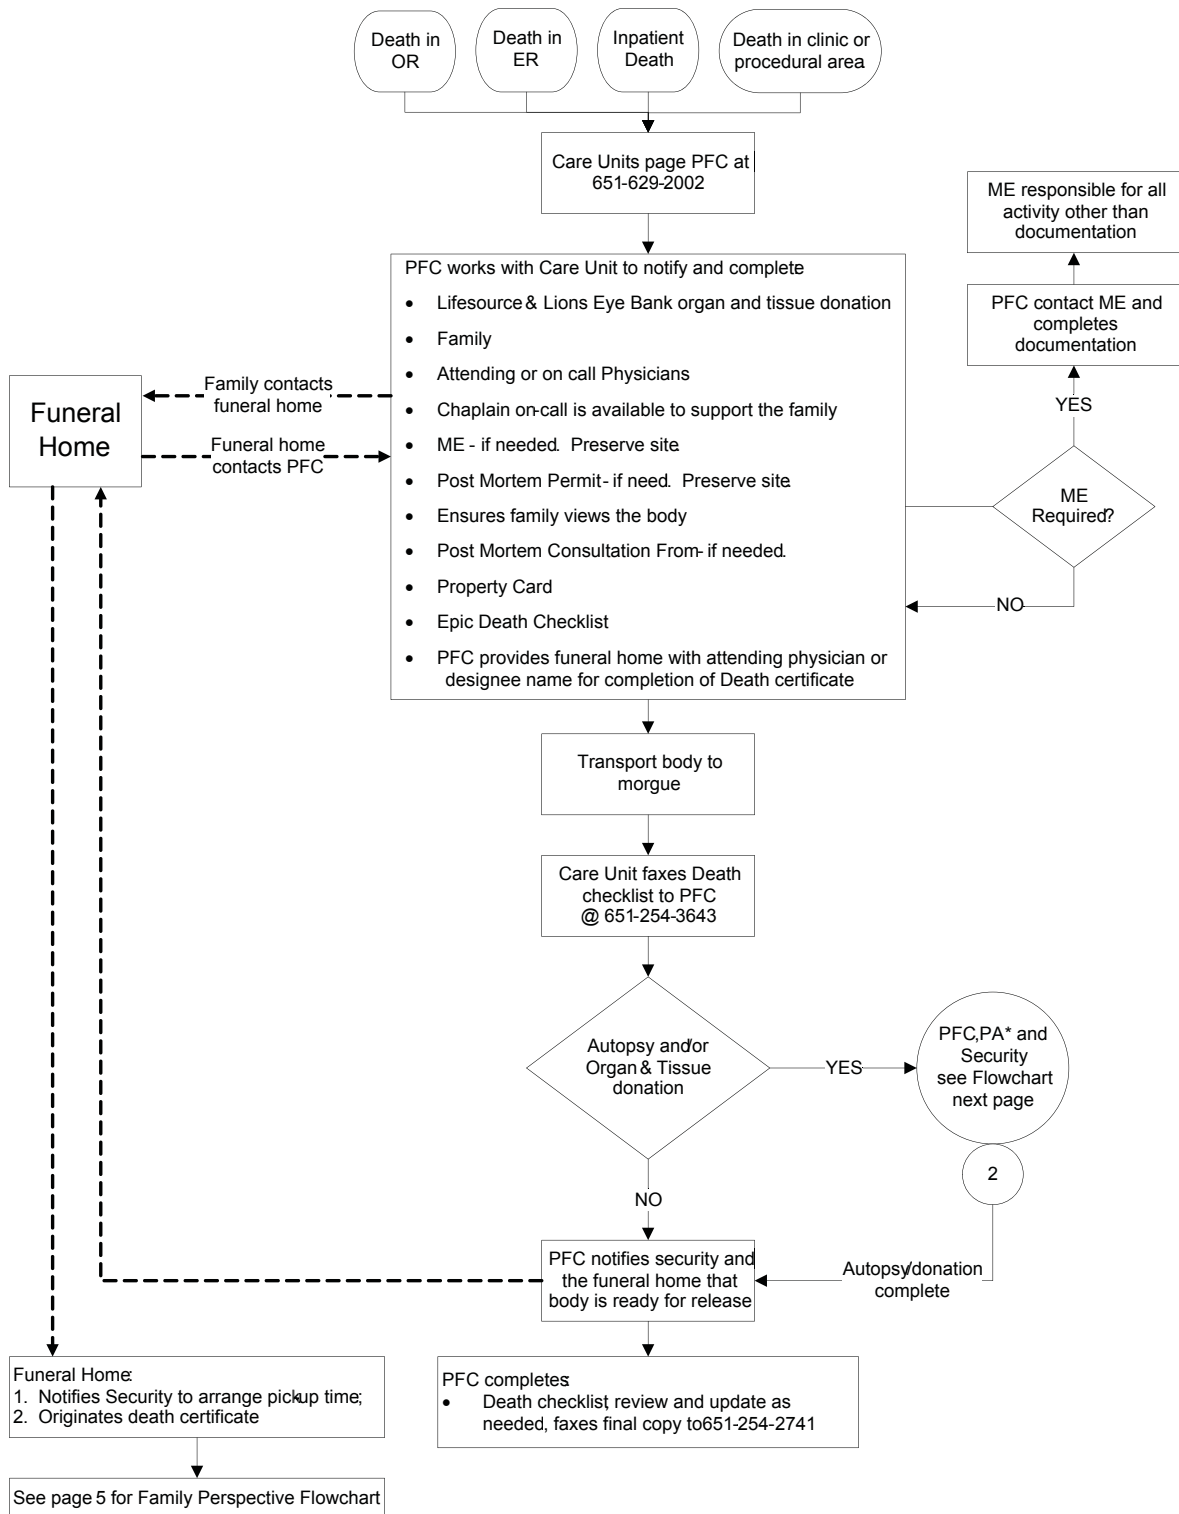 Death in
OR
Death in
ER
Inpatient
Death
Death in clinic or
procedural area
Care Units page PFC at
651-629-2002
ME responsible for all
activity other than
documentation
PFC contact ME and
completes
documentation
YES
ME
Required?
NO
PFC works with Care Unit to notify and complete:
• Lifesource & Lions Eye Bank organ and tissue donation
• Family
• Attending or on call Physicians
• Chaplain on-call is available to support the family
• ME - if needed. Preserve site.
• Post Mortem Permit - if need. Preserve site.
• Ensures family views the body
• Post Mortem Consultation From - if needed.
• Property Card
• Epic Death Checklist
• PFC provides funeral home with attending physician or
designee name for completion of Death certificate
Family contacts
funeral home
Funeral home
contacts PFC
Funeral
Home
Transport body to
morgue
Care Unit faxes Death
checklist to PFC
@ 651-254-3643
Autopsy and/or
Organ & Tissue
donation
YES
PFC, PA* and
Security
see Flowchart
next page
2
NO
Autopsy/donation
complete
PFC notifies security and
the funeral home that
body is ready for release
Funeral Home:
1. Notifies Security to arrange pick-up time;
2. Originates death certificate
PFC completes:
• Death checklist, review and update as
needed, faxes final copy to 651-254-2741
See page 5 for Family Perspective Flowchart